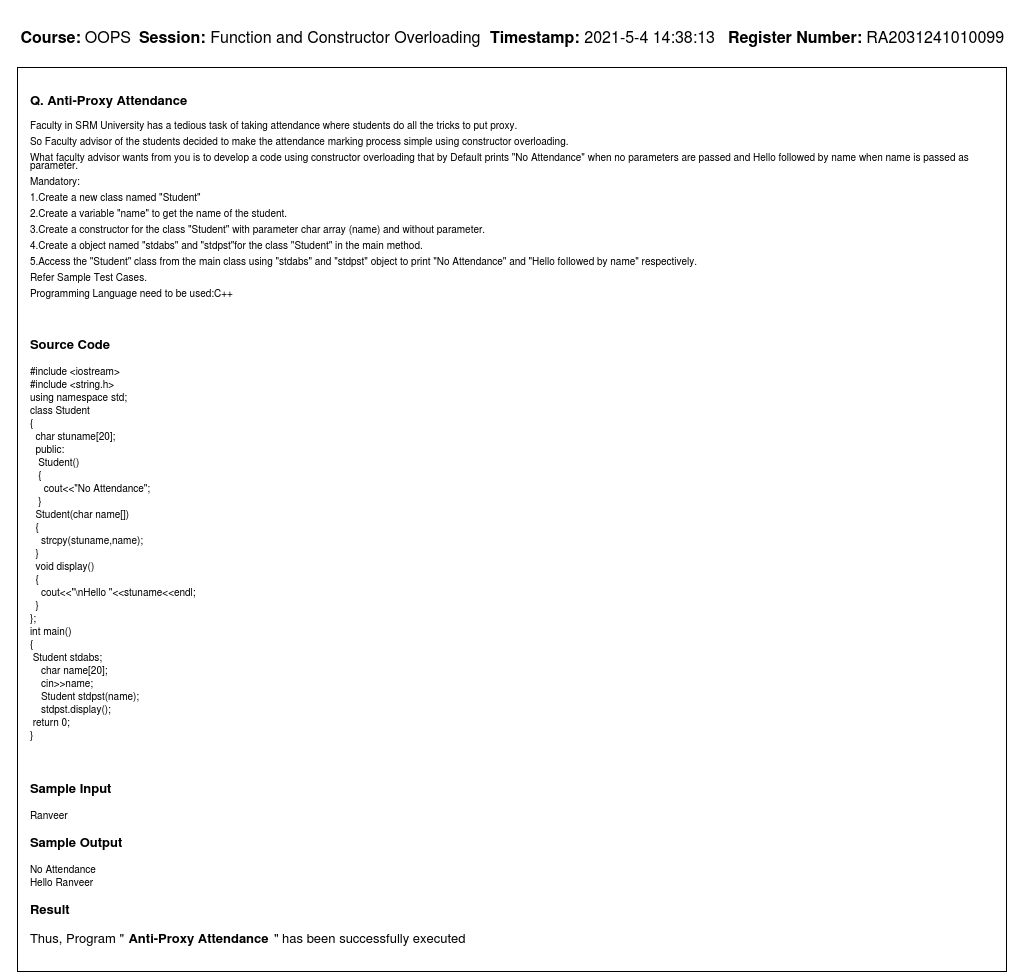 Course: OOPS Session: Function and Constructor Overloading Timestamp: 2021-5-4 14:38:13 Register Number: RA2031241010099
Q. Anti-Proxy Attendance
Faculty in SRM University has a tedious task of taking attendance where students do all the tricks to put proxy.
So Faculty advisor of the students decided to make the attendance marking process simple using constructor overloading.
What faculty advisor wants from you is to develop a code using constructor overloading that by Default prints "No Attendance" when no parameters are passed and Hello followed by name when name is passed as
parameter.
Mandatory:
1.Create a new class named "Student"
2.Create a variable "name" to get the name of the student.
3.Create a constructor for the class "Student" with parameter char array (name) and without parameter.
4.Create a object named "stdabs" and "stdpst"for the class "Student" in the main method.
5.Access the "Student" class from the main class using "stdabs" and "stdpst" object to print "No Attendance" and "Hello followed by name" respectively.
Refer Sample Test Cases.
Programming Language need to be used:C++
Source Code
#include <iostream>
#include <string.h>
using namespace std;
class Student
{
char stuname[20];
public:
Student()
{
cout<<"No Attendance";
}
Student(char name[])
{
strcpy(stuname,name);
}
void display()
{
cout<<"\nHello "<<stuname<<endl;
}
};
int main()
{
Student stdabs;
char name[20];
cin>>name;
Student stdpst(name);
stdpst.display();
return 0;
}
Sample Input
Ranveer
Sample Output
No Attendance
Hello Ranveer
Result
Thus, Program " Anti-Proxy Attendance " has been successfully executed